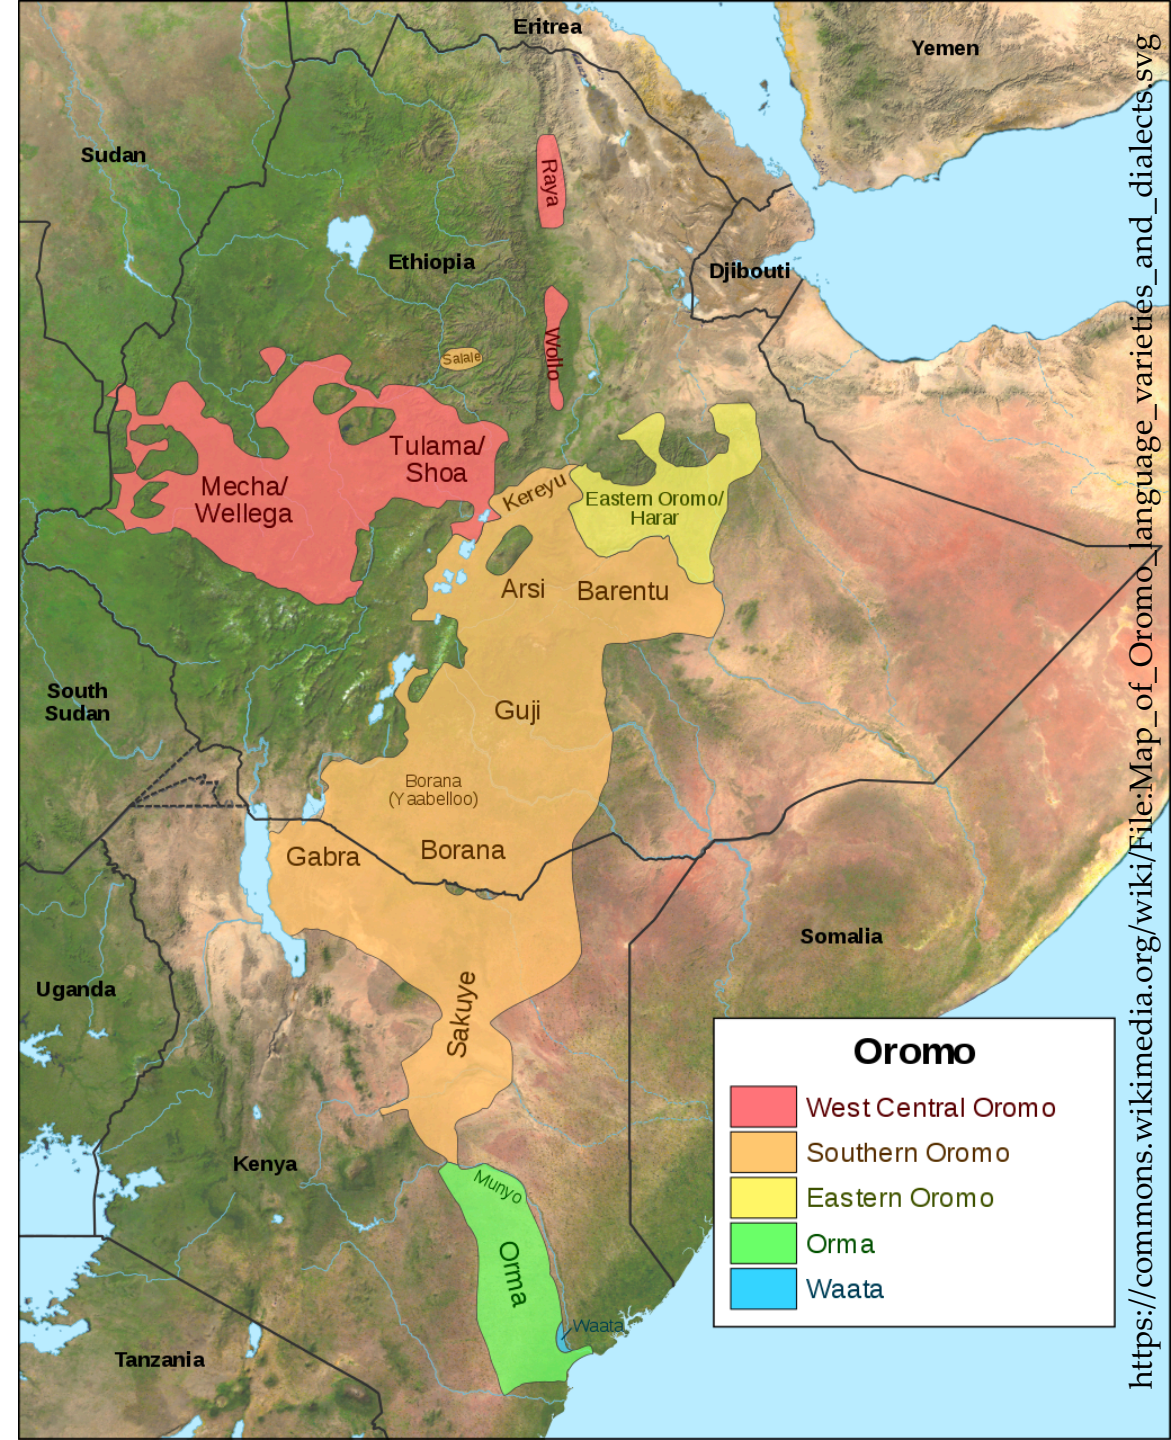 Eritrea
Yemen
Sudan
Raya
Ethiopia
Djibouti
Wollo
Salale
Tulama/
Shoa
Mecha/
Wellega
Kereyu
Eastern Oromo/
Harar
Arsi
Barentu
South
Sudan
Guji
Borana
(Yaabelloo)
Gabra
Borana
Somalia
Uganda
Sakuye
Kenya
Munyo
Orma
Waata
Tanzania
Oromo
West Central Oromo
Southern Oromo
Eastern Oromo
Orma
Waata
https://commons.wikimedia.org/wiki/File:Map_of_Oromo_language_varieties_and_dialects.svg